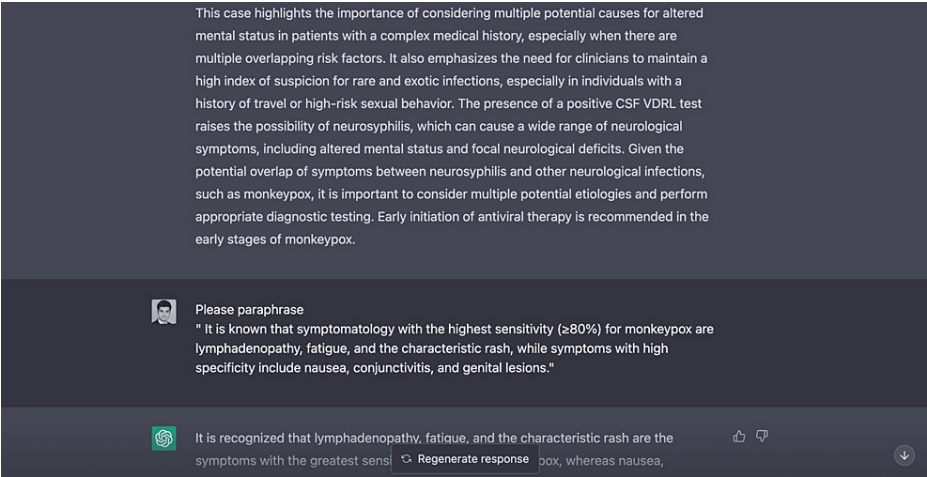 This case highlights the importance of considering multiple potential causes for altered
mental status in patients with a complex medical history, especially when there are
multiple overlapping risk factors. It also emphasizes the need for clinicians to maintain a
high index of suspicion for rare and exotic infections, especially in individuals with a
history of travel or high-risk sexual behavior. The presence of a positive CSF VDRL test
raises the possibility of neurosyphilis, which can cause a wide range of neurological
symptoms, including altered mental status and focal neurological deficits. Given the
potential overlap of symptoms between neurosyphilis and other neurological infections,
such as monkeypox, it is important to consider multiple potential etiologies and perform
appropriate diagnostic testing. Early initiation of antiviral therapy is recommended in the
early stages of monkeypox.
Please paraphrase
" It is known that symptomatology with the highest sensitivity (≥80%) for monkeypox are
lymphadenopathy, fatigue, and the characteristic rash, while symptoms with high
specificity include nausea, conjunctivitis, and genital lesions."
It is recognized that lymphadenopathy, fatigue, and the characteristic rash are the
symptoms with the greatest whereas nausea,
Regenerate response